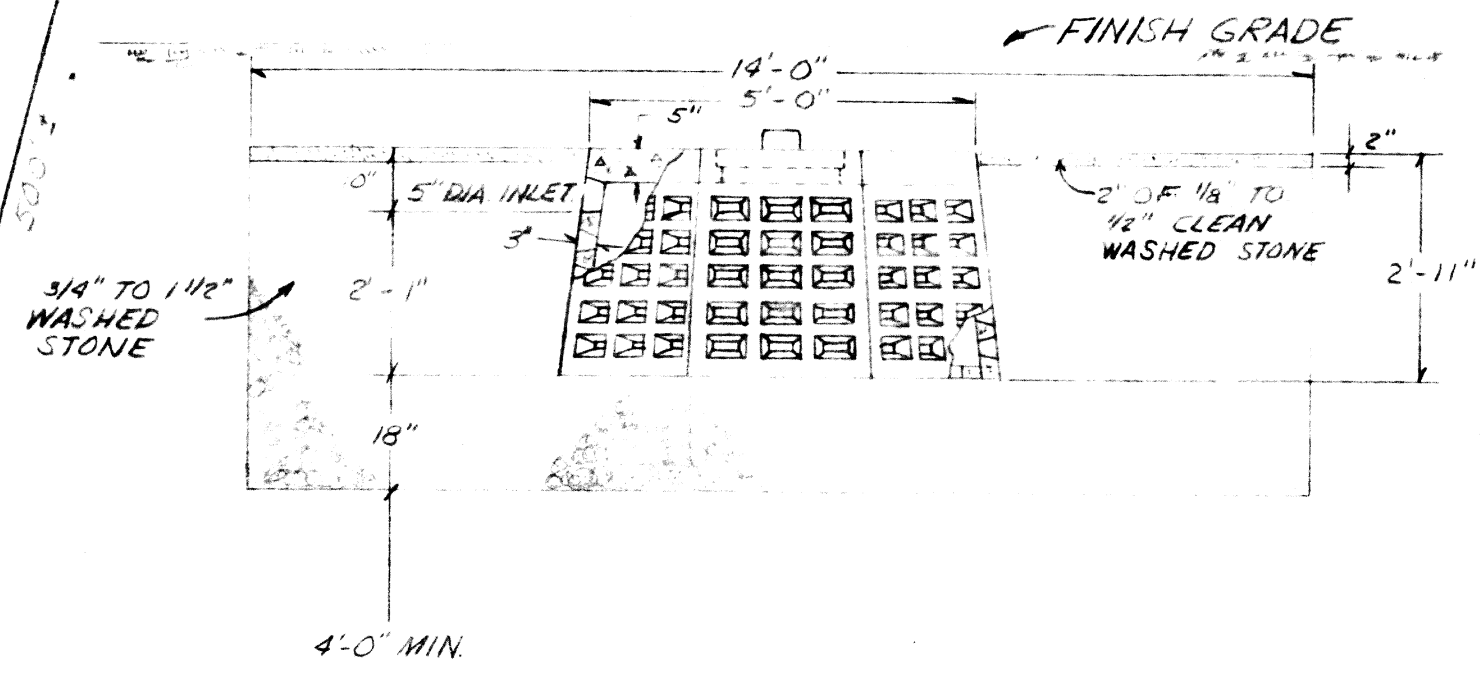 FINISH GRADE
14'-0"
5'-0"
5"
2"
0"
5" DIA. INLET
3"
2" OF 1/8" TO
1/2" CLEAN
WASHED STONE
2'-11"
3/4" TO 1 1/2"
WASHED
STONE
2'-1"
18"
4'-0" MIN.